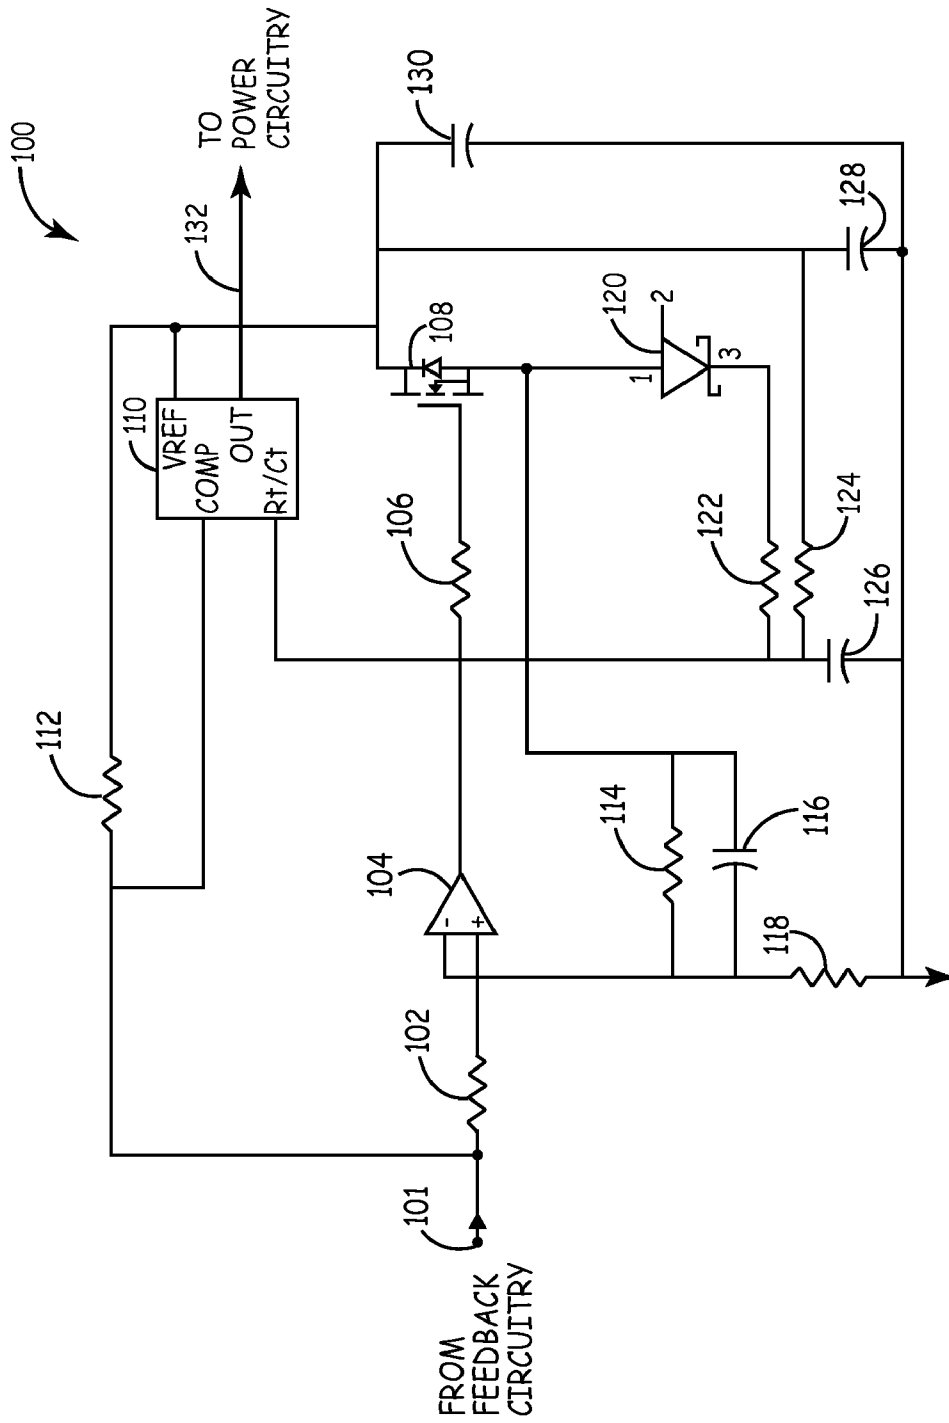 100
TO
POWER
CIRCUITRY
132
110
VREF
COMP
OUT
Rt/Ct
112
130
108
128
120
1
2
3
106
122
124
126
104
-
+
114
116
118
102
101
FROM
FEEDBACK
CIRCUITRY